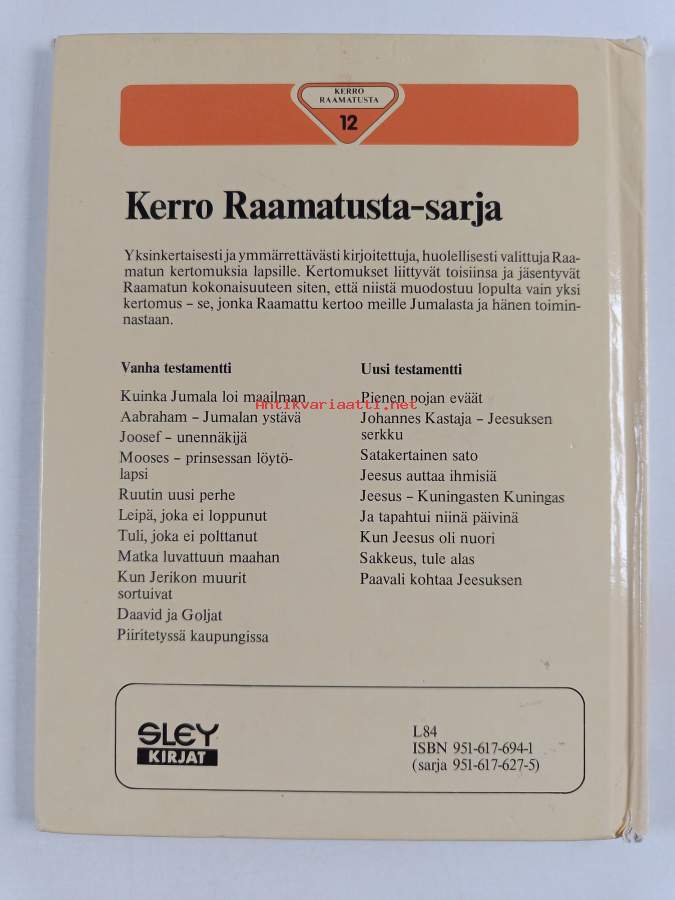 KERRO
RAAMATUSTA
12
Kerro Raamatusta-sarja
Yksinkertaisesti ja ymmärrettävästi kirjoitettuja, huolellisesti valittuja Raa-
matun kertomuksia lapsille. Kertomukset liittyvät toisiinsa ja jäsentyvät
Raamatun kokonaisuuteen siten, että niistä muodostuu lopulta vain yksi
kertomus – se, jonka Raamattu kertoo meille Jumalasta ja hänen toimin-
nastaan.
Vanha testamentti
Kuinka Jumala loi maailman
Aabraham – Jumalan ystävä
Joosef – unennäkijä
Mooses – prinsessan löytö-
lapsi
Ruutin uusi perhe
Leipä, joka ei loppunut
Tuli, joka ei polttanut
Matka luvattuun maahan
Kun Jerikon muurit
sortuivat
Daavid ja Goljat
Piiritetyssä kaupungissa
Uusi testamentti
Pienen pojan eväät
Johannes Kastaja – Jeesuksen
serkku
Satakertainen sato
Jeesus auttaa ihmisiä
Jeesus – Kuningasten Kuningas
Ja tapahtui niinä päivinä
Kun Jeesus oli nuori
Sakkeus, tule alas
Paavali kohtaa Jeesuksen
Antikvariaatti.net
SLEY
KIRJAT
L84
ISBN 951-617-694-1
(sarja 951-617-627-5)